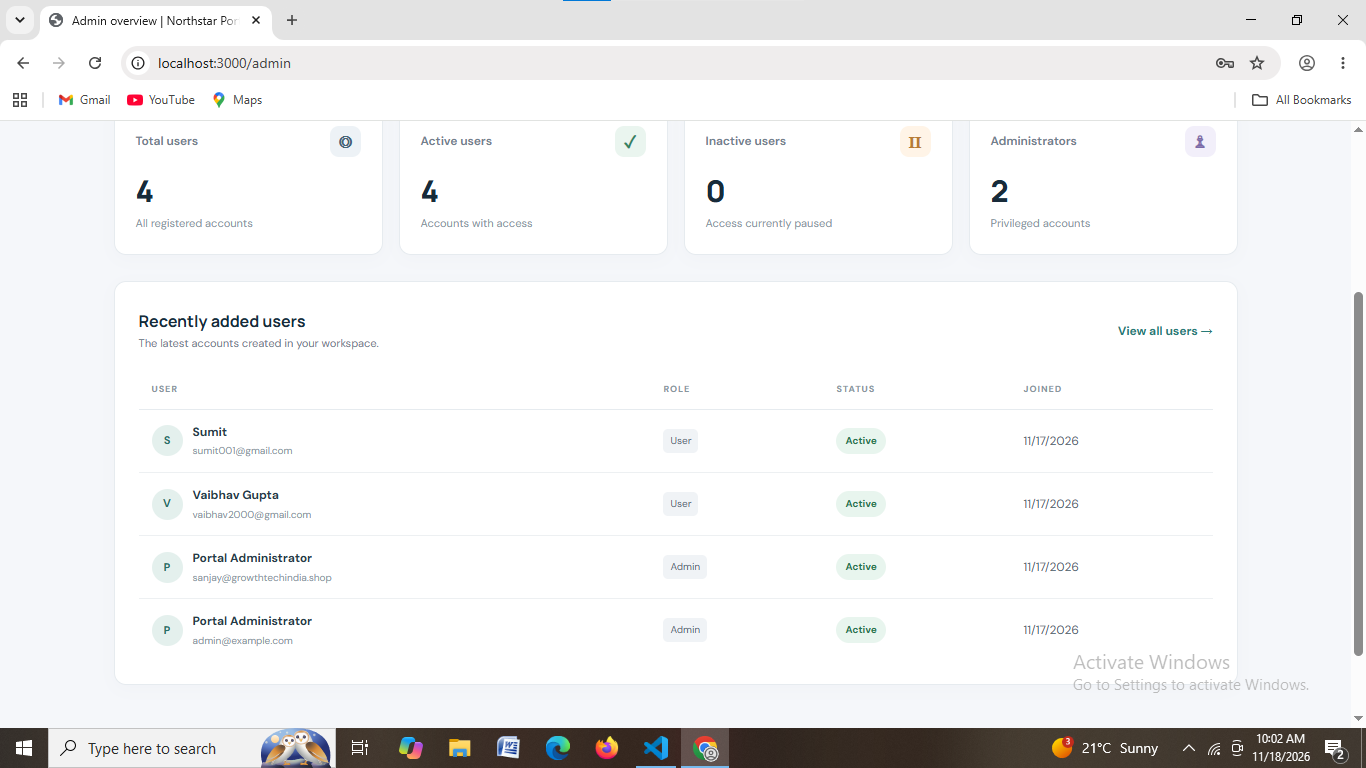 Admin overview | Northstar Por
localhost:3000/admin
Gmail
YouTube
Maps
All Bookmarks
Total users
4
All registered accounts
Active users
4
Accounts with access
Inactive users
0
Access currently paused
Administrators
2
Privileged accounts
Recently added users
The latest accounts created in your workspace.
View all users →
USER ROLE STATUS JOINED
S Sumit User Active 11/17/2026
sumit001@gmail.com
V Vaibhav Gupta User Active 11/17/2026
vaibhav2000@gmail.com
P Portal Administrator Admin Active 11/17/2026
sanjay@growthtechindia.shop
P Portal Administrator Admin Active 11/17/2026
admin@example.com
Activate Windows
Go to Settings to activate Windows.
Type here to search
3
21°C Sunny
10:02 AM
11/18/2026
2